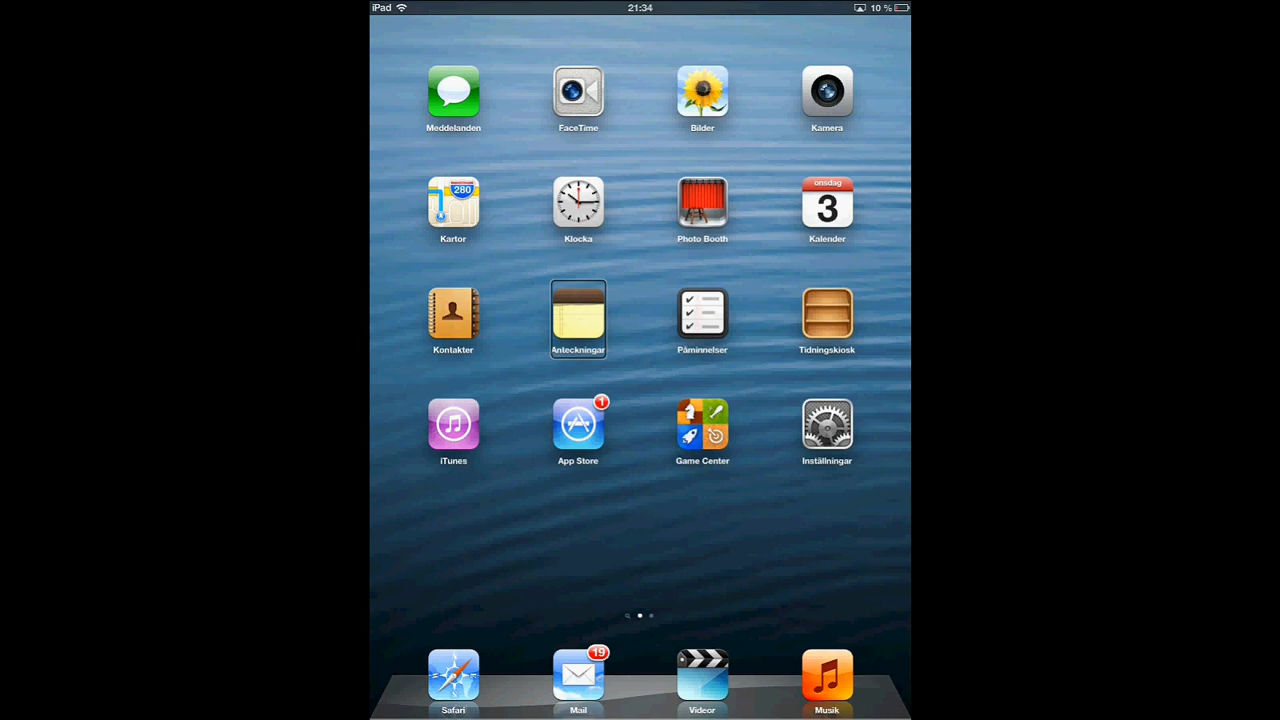 iPad 21:34 10 %
Meddelanden FaceTime Bilder Kamera
280 onsdag
3
Kartor Klocka Photo Booth Kalender
Kontakter Anteckningar Påminnelser Tidningskiosk
1
iTunes App Store Game Center Inställningar
19
Safari Mail Videor Musik